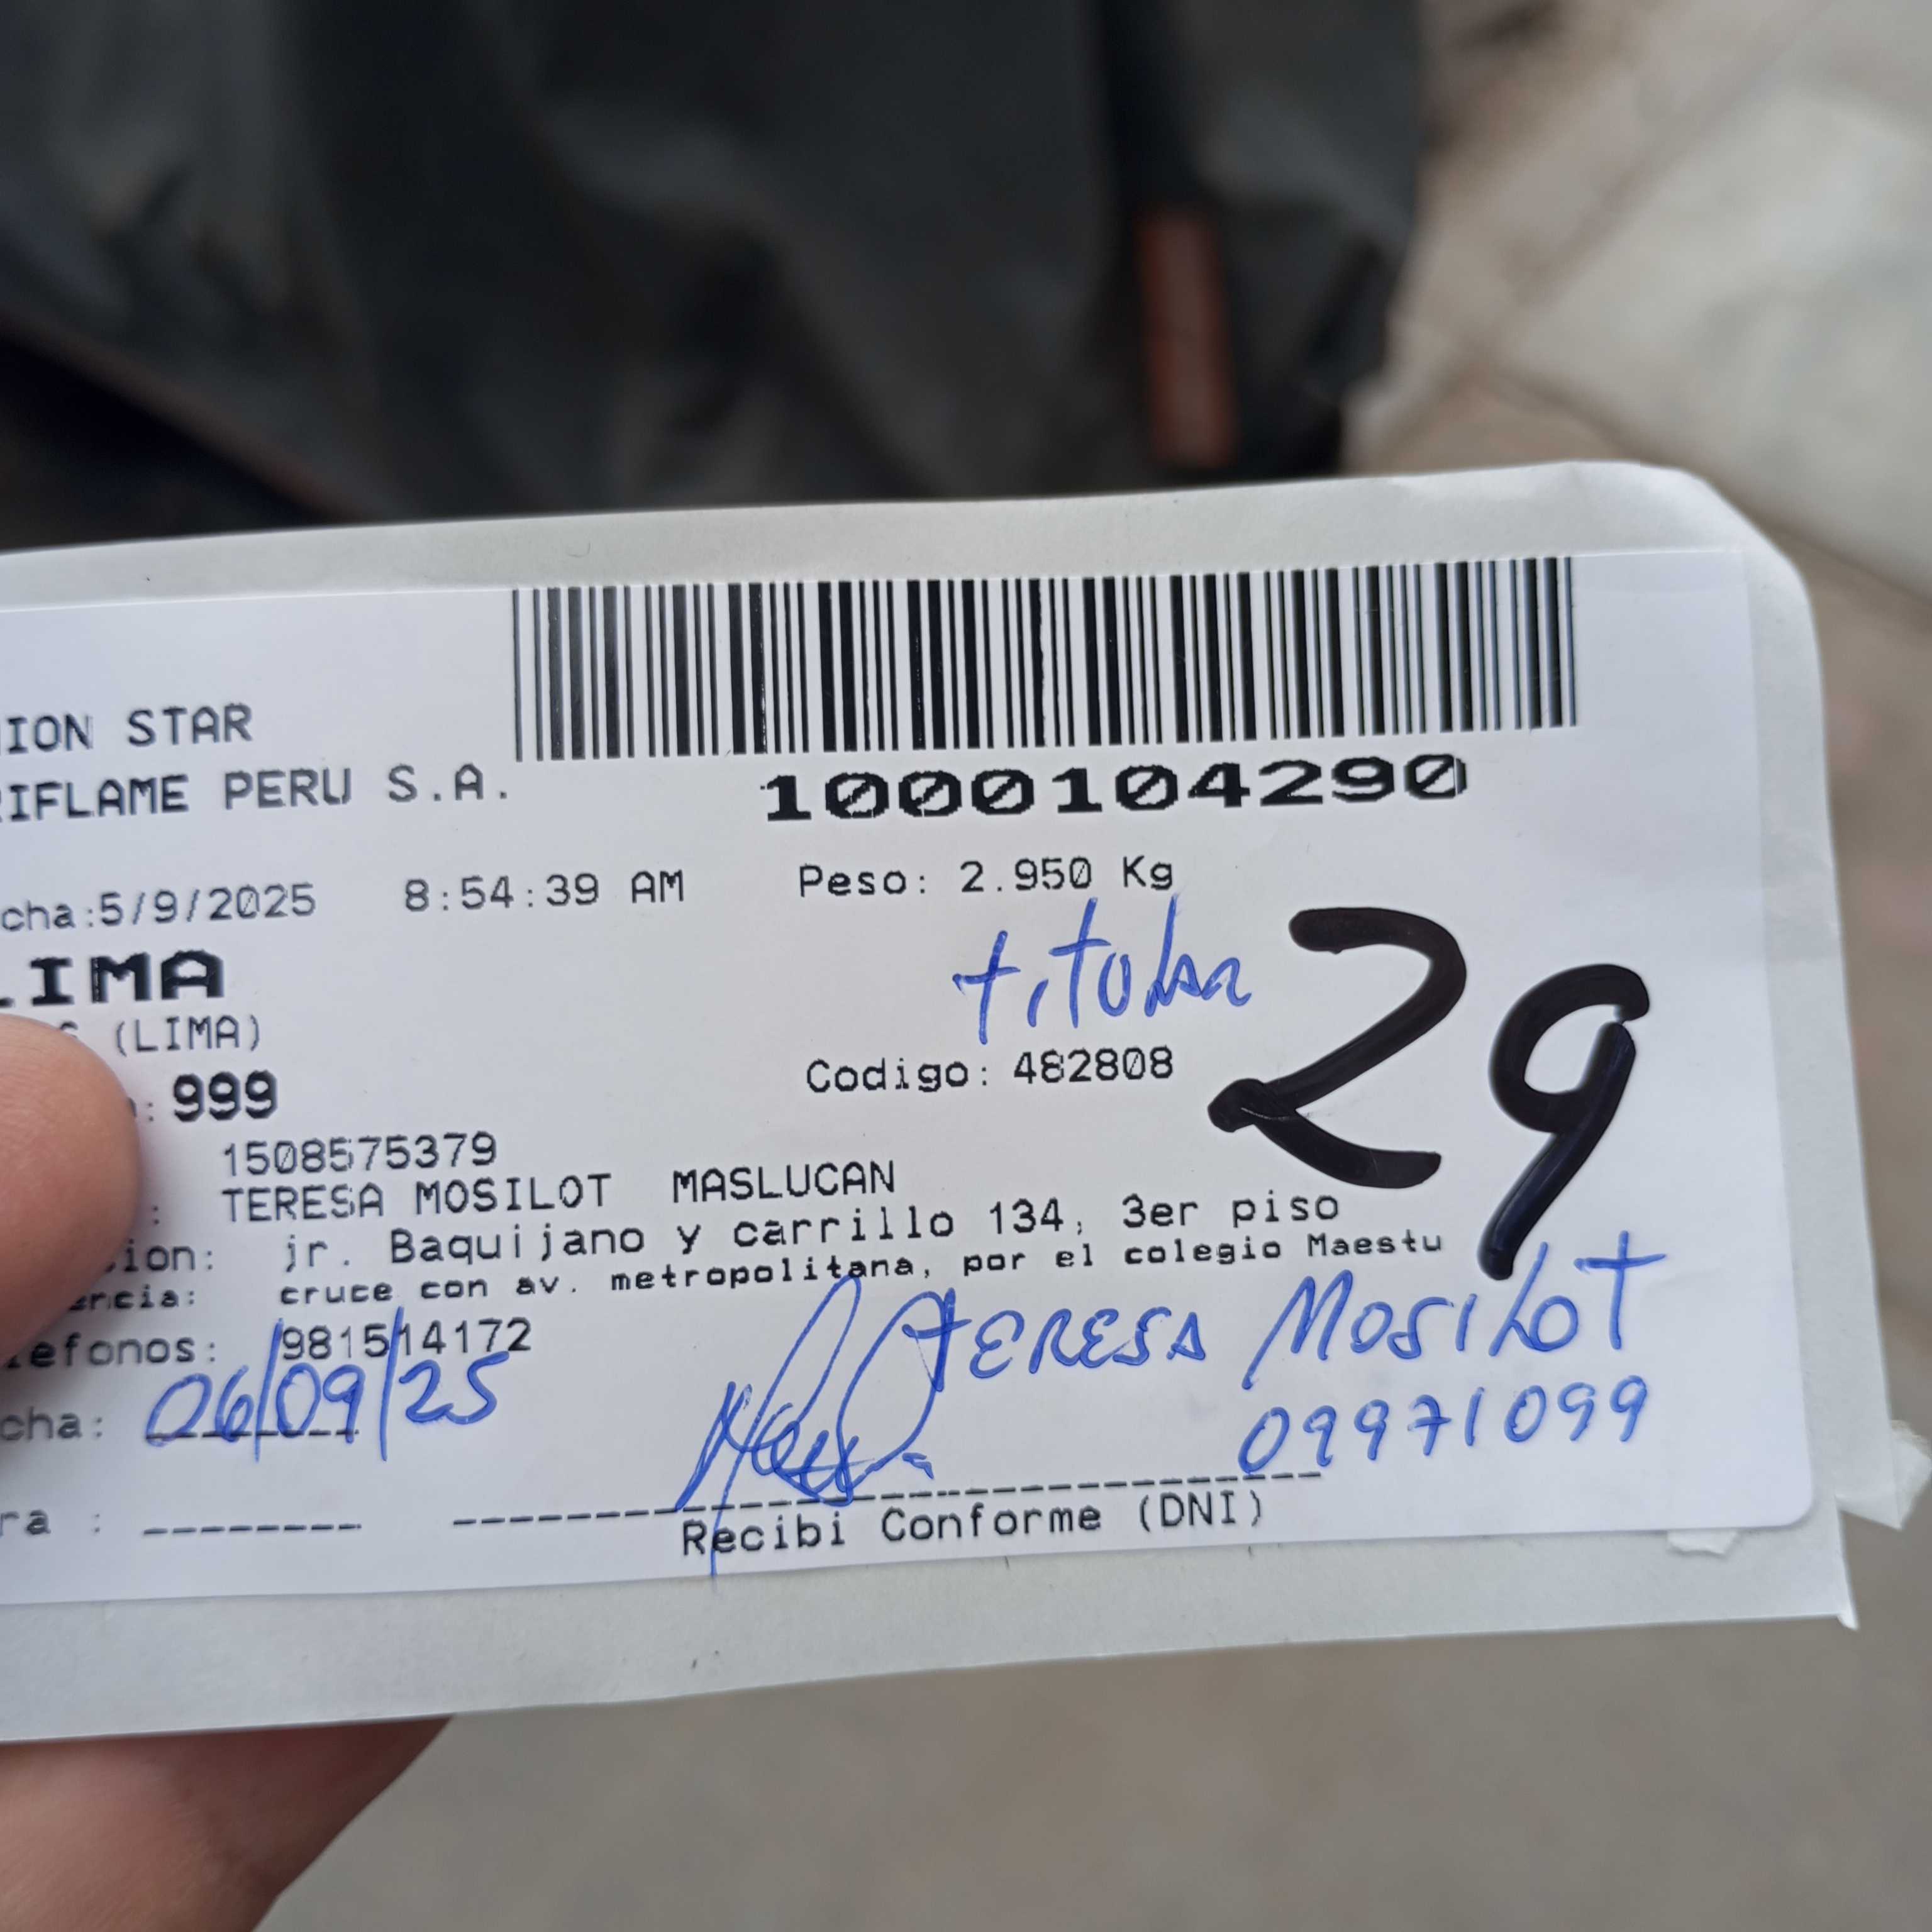 ION STAR
RIFLAME PERU S.A.
1000104290
cha:5/9/2025 8:54:39 AM Peso: 2.950 Kg
LIMA
titular
29
(LIMA)
: 999
Codigo: 482808
1508575379
: TERESA MOSILOT MASLUCAN
ion: jr. Baquijano y carrillo 134, 3er piso
encia: cruce con av. metropolitana, por el colegio Maestu
lefonos: 981514172
TERESA MOSILOT
cha: 06/09/25
09971099
ra :
Recibi Conforme (DNI)